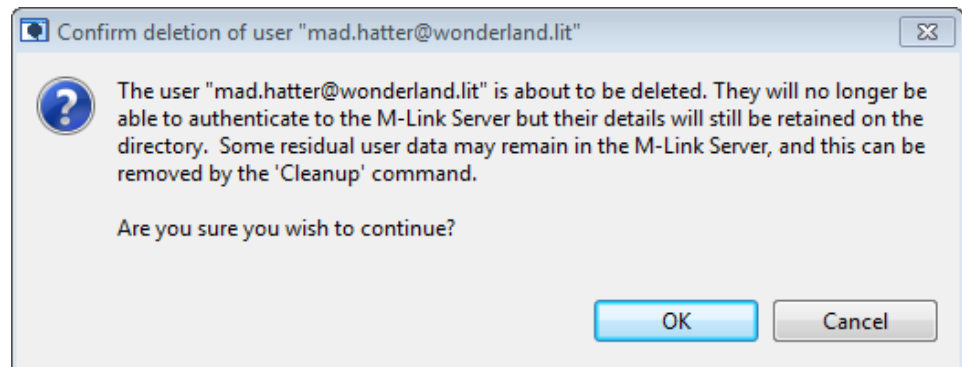 Confirm deletion of user "mad.hatter@wonderland.lit"
The user "mad.hatter@wonderland.lit" is about to be deleted. They will no longer be
able to authenticate to the M-Link Server but their details will still be retained on the
directory.  Some residual user data may remain in the M-Link Server, and this can be
removed by the 'Cleanup' command.
Are you sure you wish to continue?
OK
Cancel